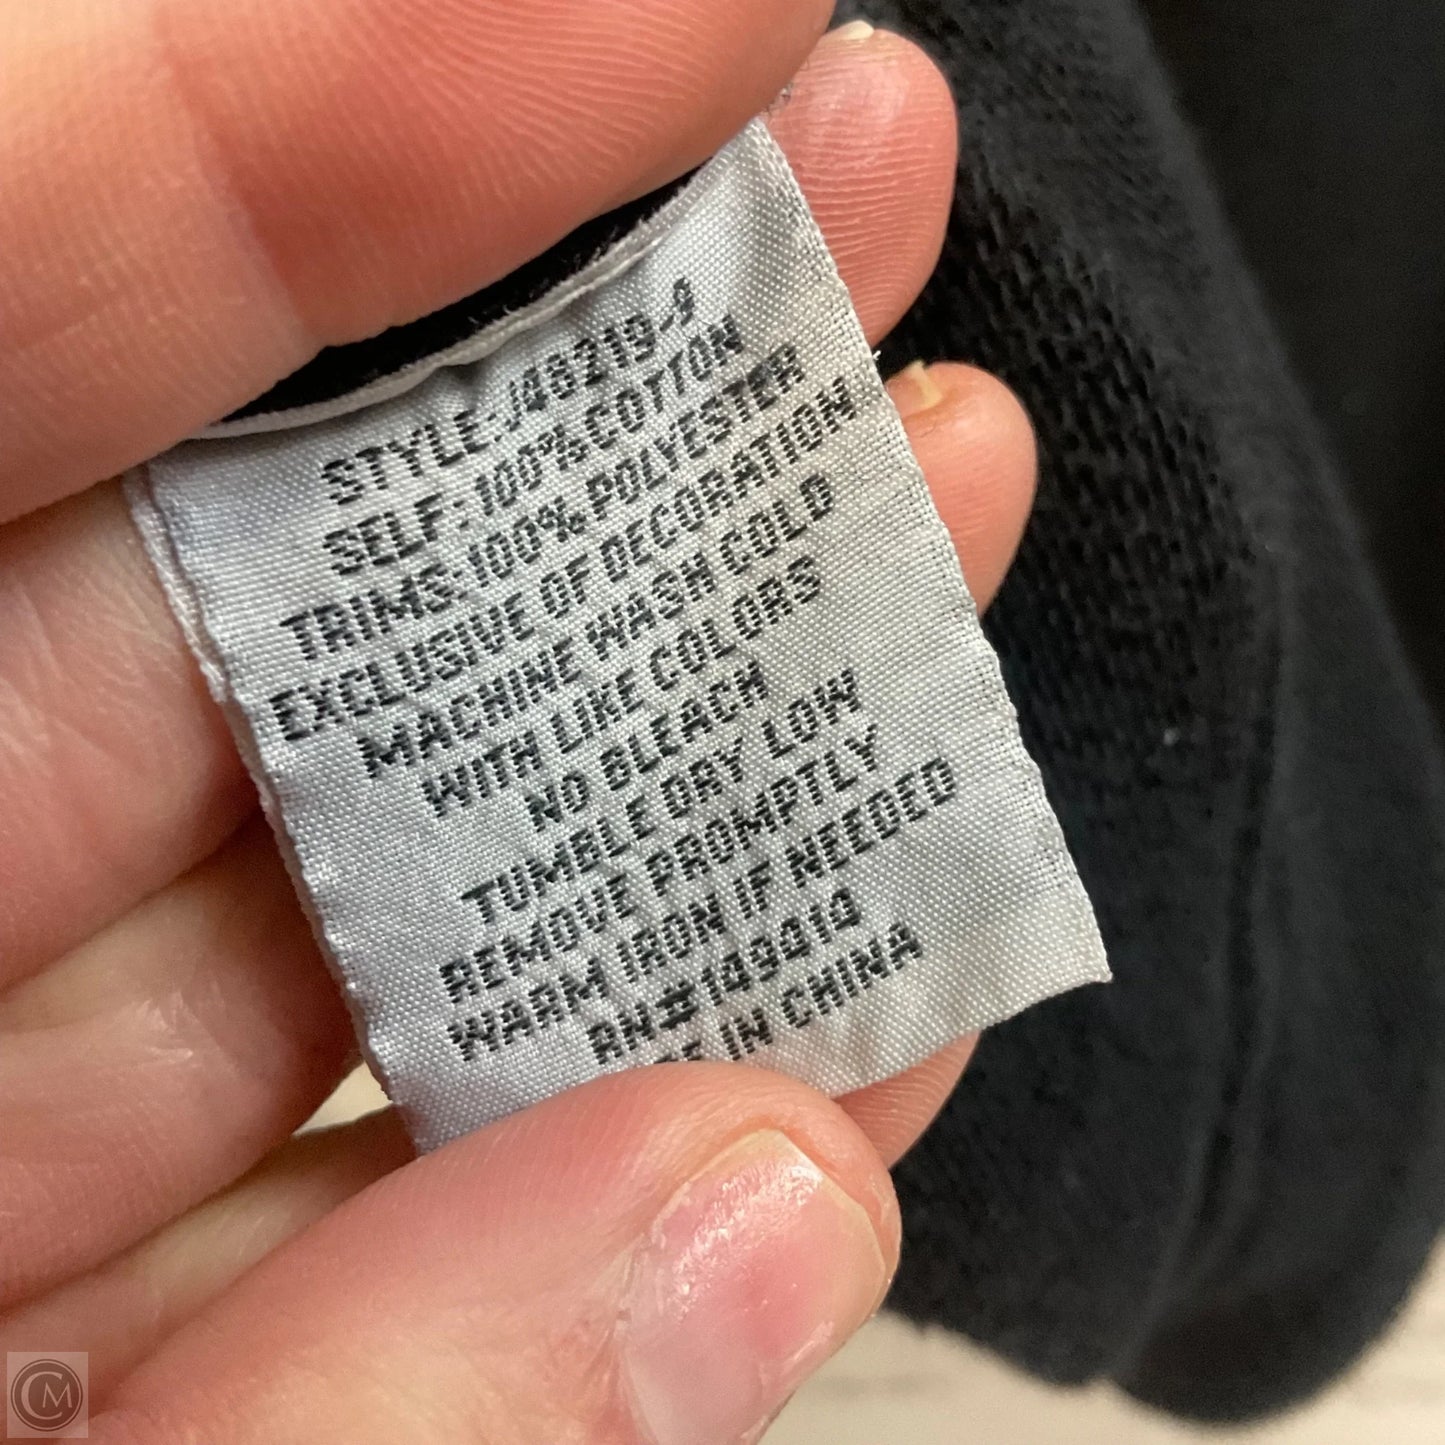 STYLE:J48219-9
SELF:100% COTTON
TRIMS:100% POLYESTER
EXCLUSIVE OF DECORATION
MACHINE WASH COLD
WITH LIKE COLORS
NO BLEACH
TUMBLE DRY LOW
REMOVE PROMPTLY
WARM IRON IF NEEDED
RN#149410
IN CHINA
CM